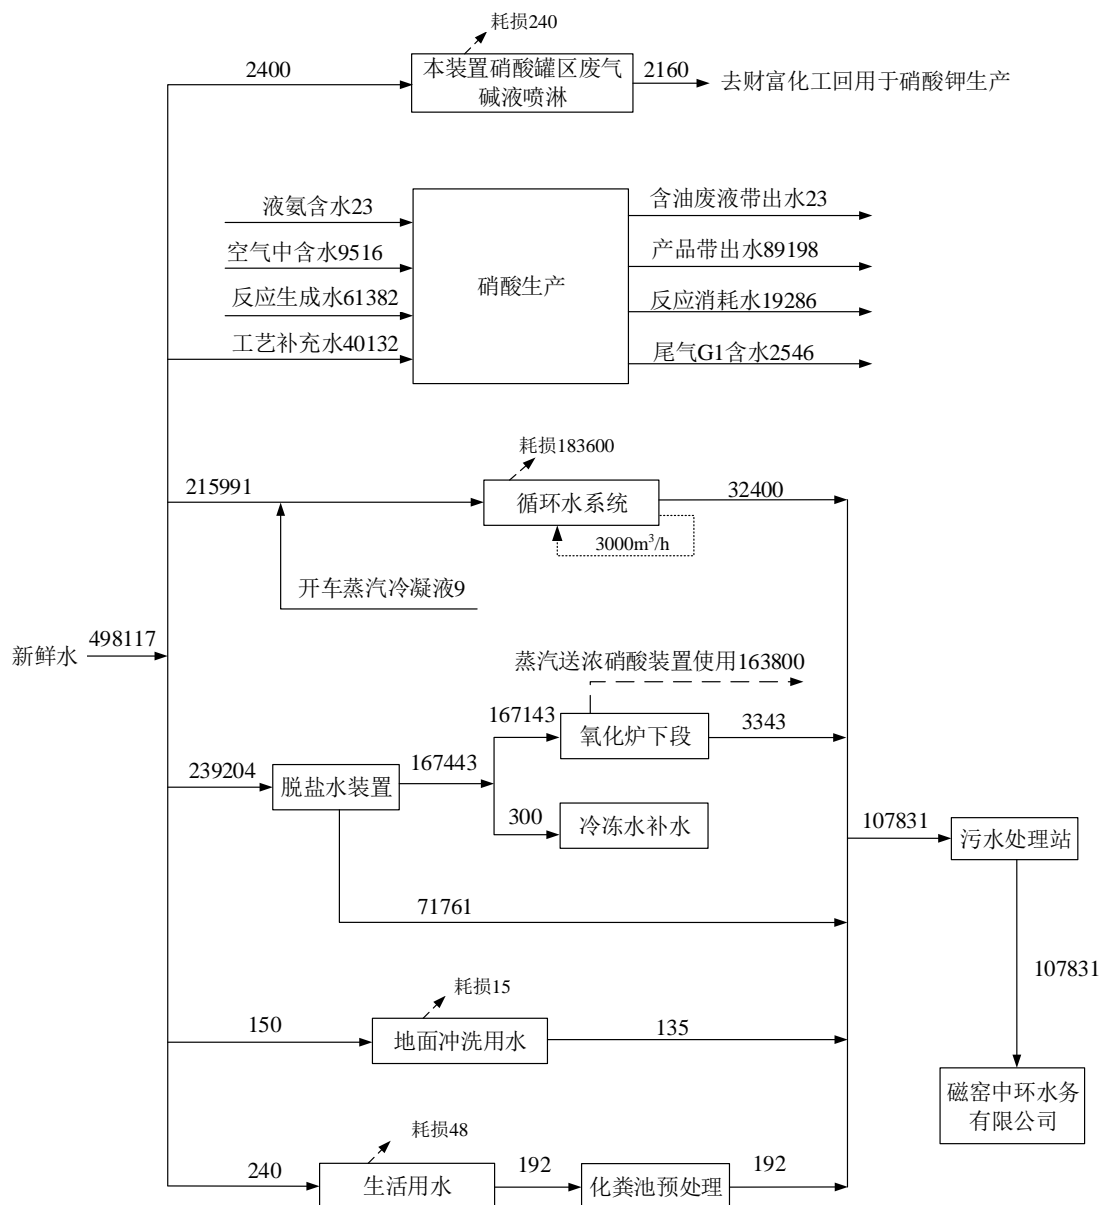 耗损240
2400
本装置硝酸罐区废气
碱液喷淋
2160
去财富化工回用于硝酸钾生产
液氨含水23
空气中含水9516
反应生成水61382
工艺补充水40132
硝酸生产
含油废液带出水23
产品带出水89198
反应消耗水19286
尾气G1含水2546
耗损183600
215991
循环水系统
32400
3000m³/h
开车蒸汽冷凝液9
新鲜水
498117
蒸汽送浓硝酸装置使用163800
167143
氧化炉下段
3343
239204
脱盐水装置
167443
300
冷冻水补水
107831
污水处理站
71761
107831
耗损15
150
地面冲洗用水
135
磁窑中环水务
有限公司
耗损48
240
生活用水
192
化粪池预处理
192